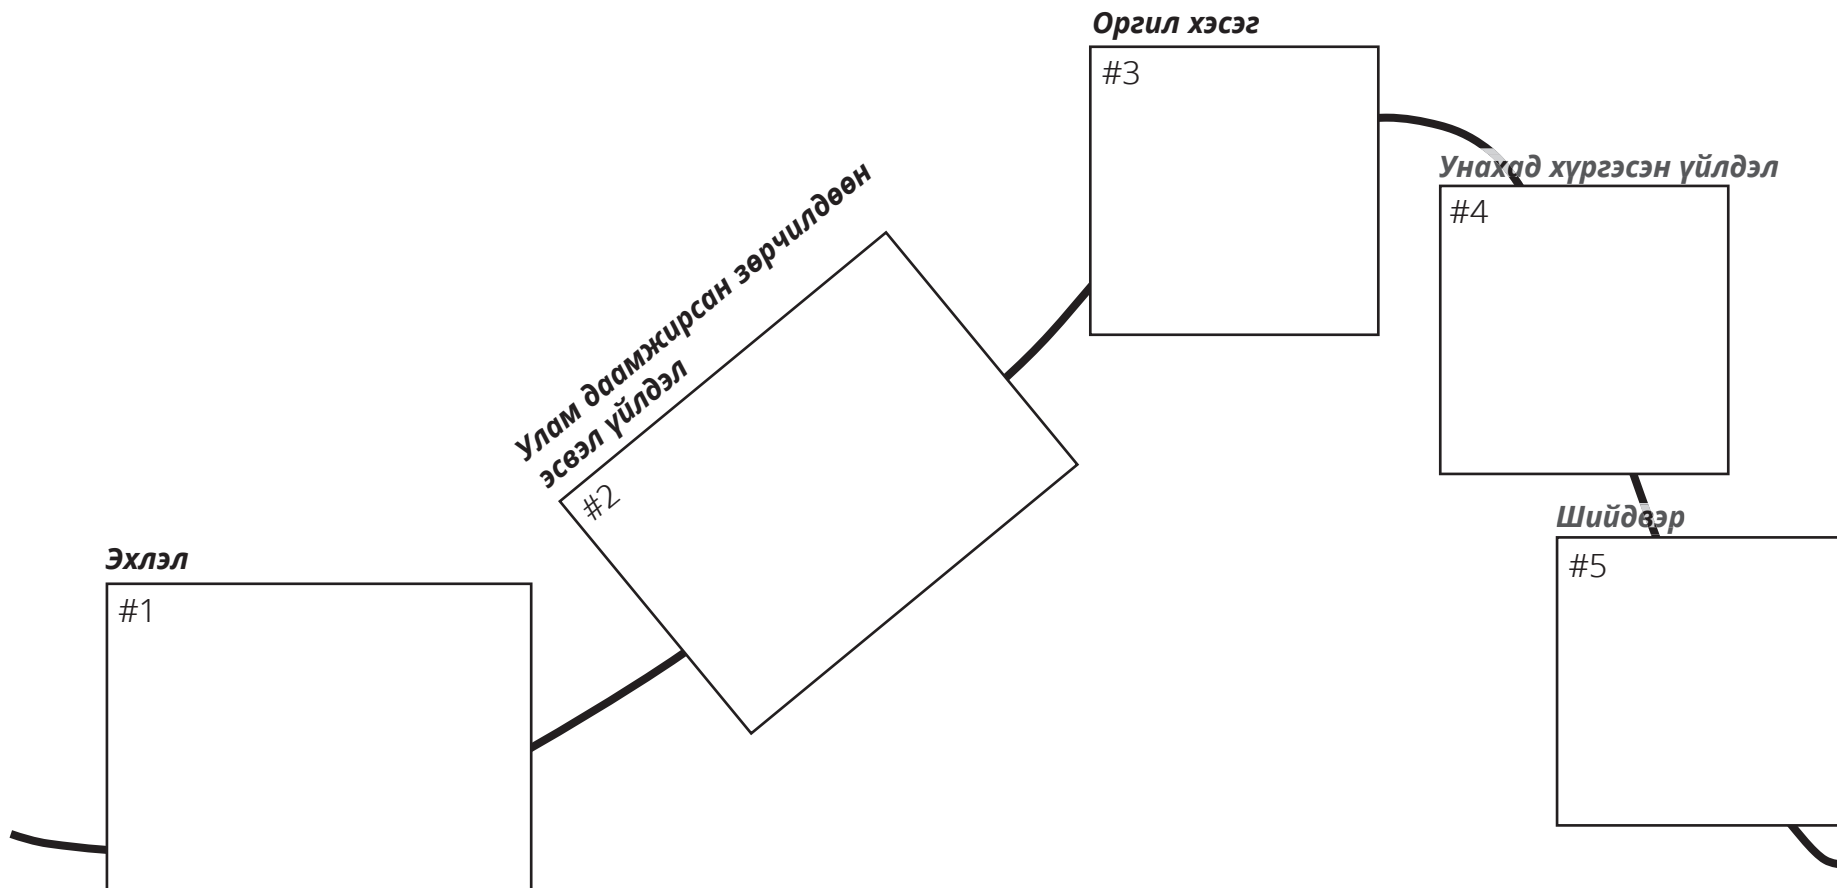 Эхлэл
#1
Улам даамжирсан зөрчилдөөн
эсвэл үйлдэл
#2
Оргил хэсэг
#3
Унахад хүргэсэн үйлдэл
#4
Шийдвэр
#5